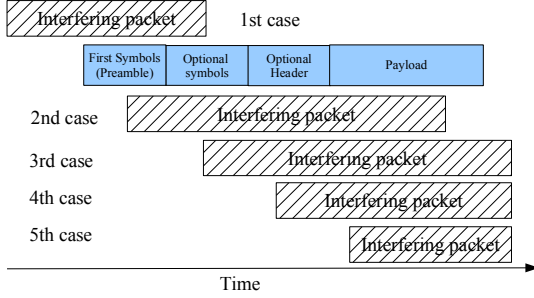 Interfering packet 1st case
First Symbols (Preamble)
Optional symbols
Optional Header
Payload
2nd case Interfering packet
3rd case Interfering packet
4th case Interfering packet
5th case Interfering packet
Time